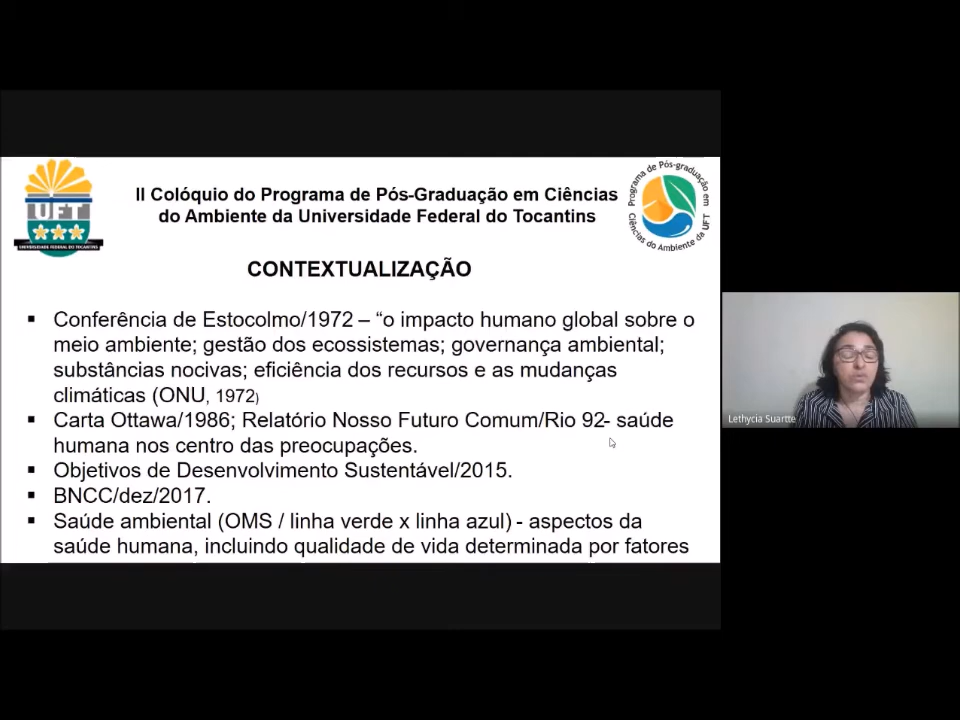 II Colóquio do Programa de Pós-Graduação em Ciências
do Ambiente da Universidade Federal do Tocantins
UFT
UNIVERSIDADE FEDERAL DO TOCANTINS
Programa de Pós-graduação em
Ciências do Ambiente da UFT
CONTEXTUALIZAÇÃO
▪ Conferência de Estocolmo/1972 – “o impacto humano global sobre o
meio ambiente; gestão dos ecossistemas; governança ambiental;
substâncias nocivas; eficiência dos recursos e as mudanças
climáticas (ONU, 1972)
▪ Carta Ottawa/1986; Relatório Nosso Futuro Comum/Rio 92- saúde
humana nos centro das preocupações.
▪ Objetivos de Desenvolvimento Sustentável/2015.
▪ BNCC/dez/2017.
▪ Saúde ambiental (OMS / linha verde x linha azul) - aspectos da
saúde humana, incluindo qualidade de vida determinada por fatores
Lethycia Suartte